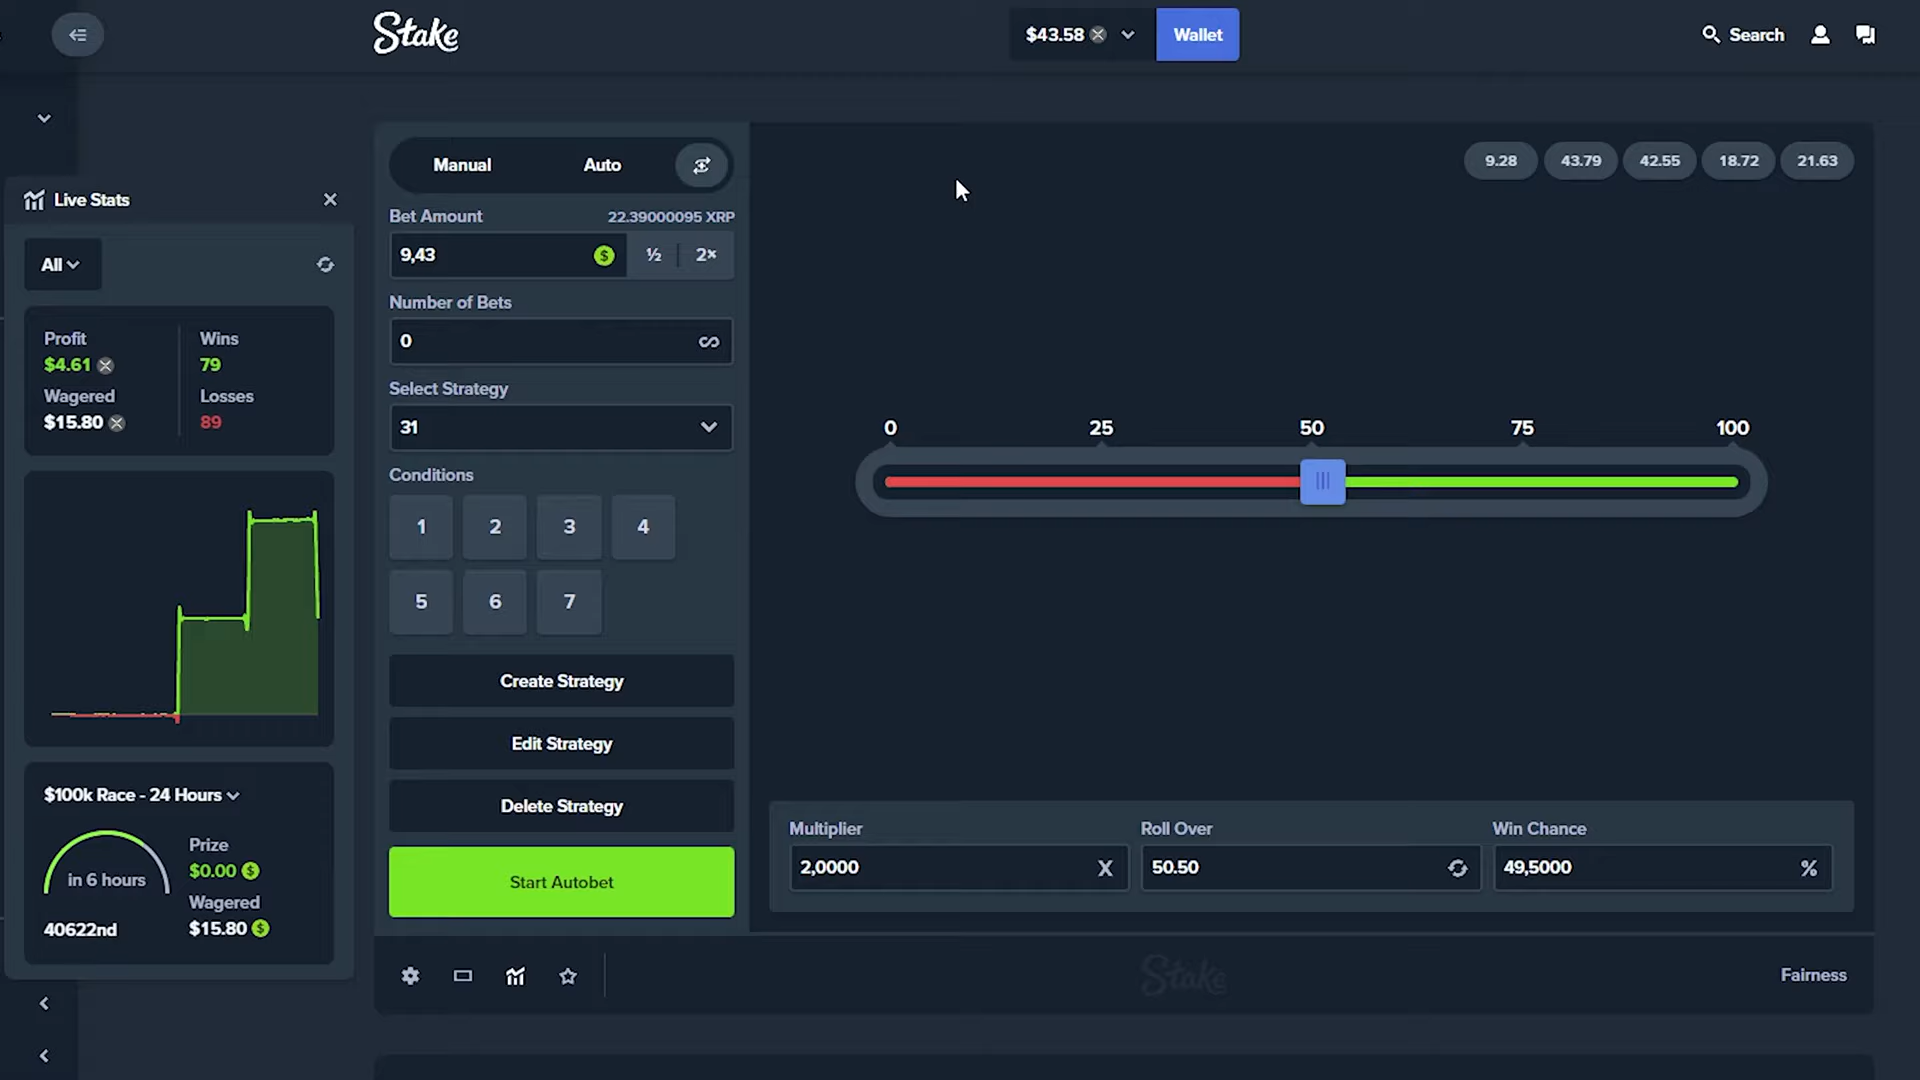 Stake
$43.58
Wallet
Search
Live Stats
All
Profit
$4.61
Wins
79
Wagered
$15.80
Losses
89
$100k Race - 24 Hours
in 6 hours
40622nd
Prize
$0.00
Wagered
$15.80
Manual
Auto
Bet Amount
22.39000095 XRP
9,43
½
2×
Number of Bets
0
Select Strategy
31
Conditions
1 2 3 4
5 6 7
Create Strategy
Edit Strategy
Delete Strategy
Start Autobet
9.28 43.79 42.55 18.72 21.63
0 25 50 75 100
Multiplier
2,0000
Roll Over
50.50
Win Chance
49,5000 %
Stake
Fairness